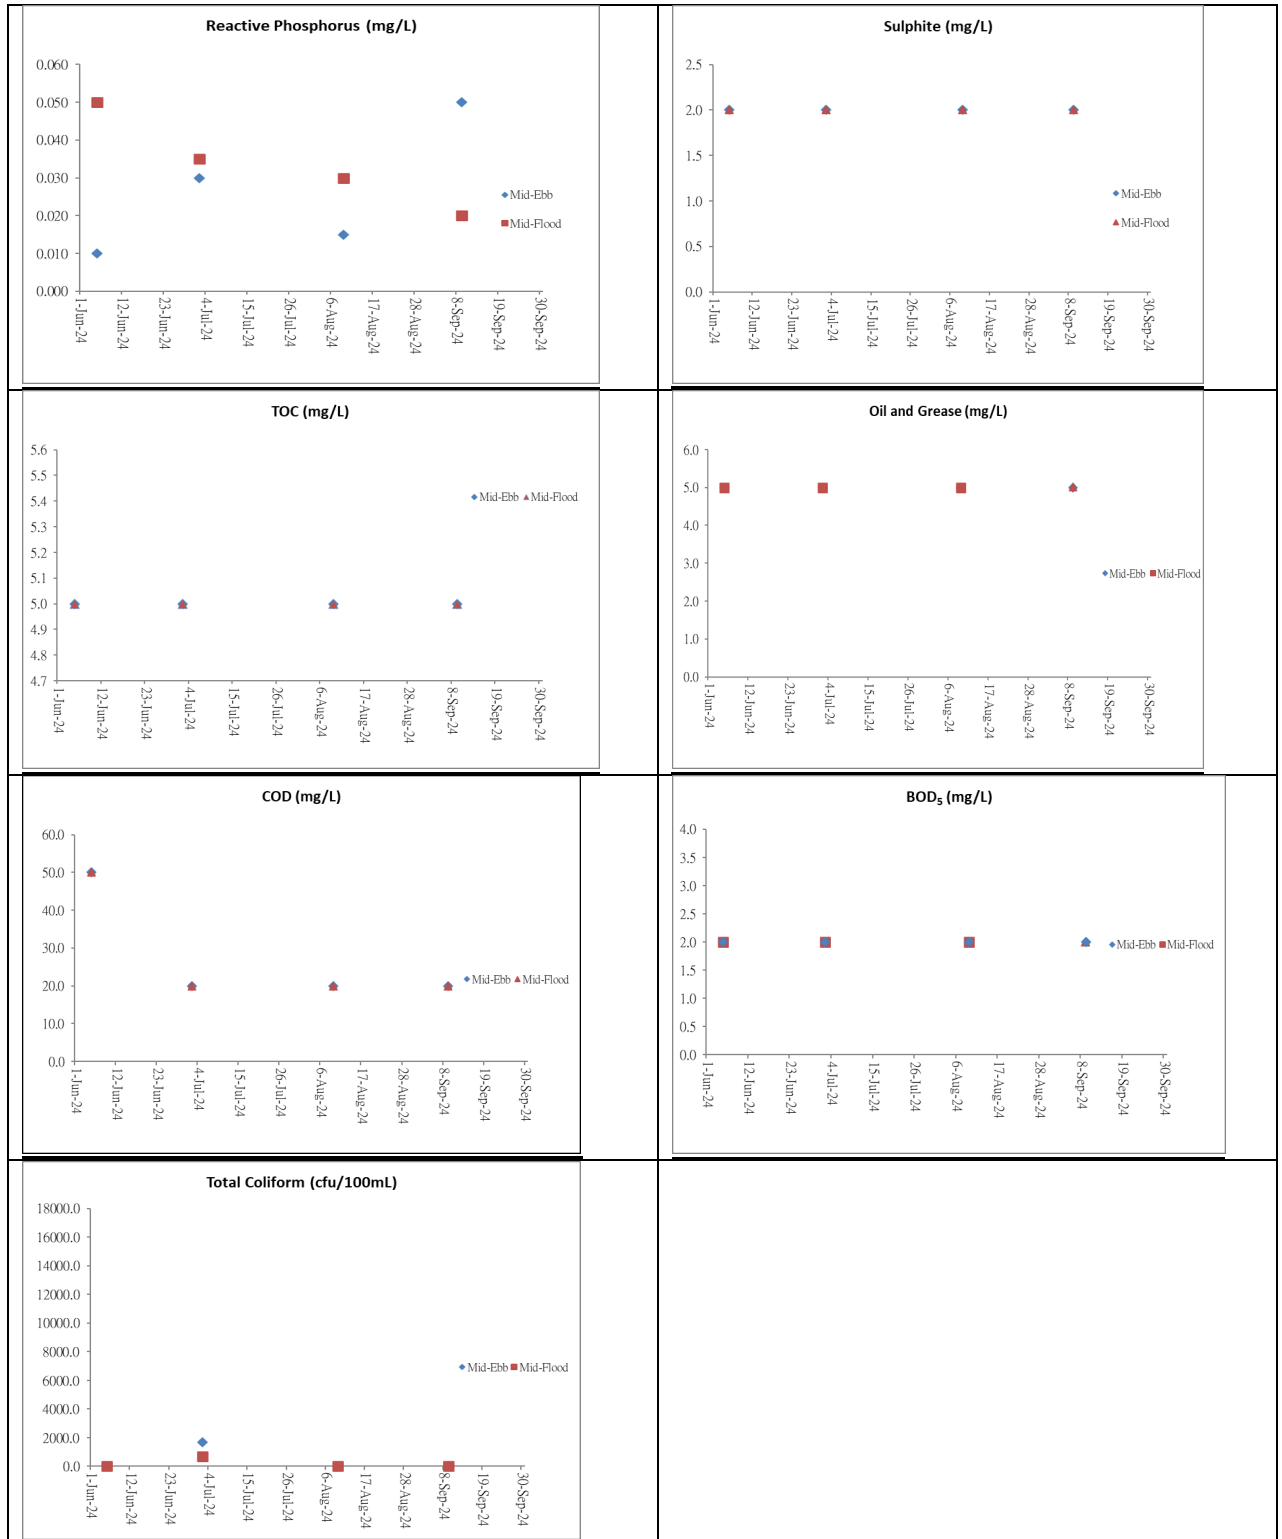 Reactive Phosphorus (mg/L)
0.060
0.050
0.040
0.030
0.020
0.010
0.000
1-Jun-24
12-Jun-24
23-Jun-24
4-Jul-24
15-Jul-24
26-Jul-24
6-Aug-24
17-Aug-24
28-Aug-24
8-Sep-24
19-Sep-24
30-Sep-24
Mid-Ebb
Mid-Flood
Sulphite (mg/L)
2.5
2.0
1.5
1.0
0.5
0.0
1-Jun-24
12-Jun-24
23-Jun-24
4-Jul-24
15-Jul-24
26-Jul-24
6-Aug-24
17-Aug-24
28-Aug-24
8-Sep-24
19-Sep-24
30-Sep-24
Mid-Ebb
Mid-Flood
TOC (mg/L)
5.6
5.5
5.4
5.3
5.2
5.1
5.0
4.9
4.8
4.7
1-Jun-24
12-Jun-24
23-Jun-24
4-Jul-24
15-Jul-24
26-Jul-24
6-Aug-24
17-Aug-24
28-Aug-24
8-Sep-24
19-Sep-24
30-Sep-24
Mid-Ebb Mid-Flood
Oil and Grease (mg/L)
6.0
5.0
4.0
3.0
2.0
1.0
0.0
1-Jun-24
12-Jun-24
23-Jun-24
4-Jul-24
15-Jul-24
26-Jul-24
6-Aug-24
17-Aug-24
28-Aug-24
8-Sep-24
19-Sep-24
30-Sep-24
Mid-Ebb Mid-Flood
COD (mg/L)
60.0
50.0
40.0
30.0
20.0
10.0
0.0
1-Jun-24
12-Jun-24
23-Jun-24
4-Jul-24
15-Jul-24
26-Jul-24
6-Aug-24
17-Aug-24
28-Aug-24
8-Sep-24
19-Sep-24
30-Sep-24
Mid-Ebb Mid-Flood
BOD₅ (mg/L)
4.0
3.5
3.0
2.5
2.0
1.5
1.0
0.5
0.0
1-Jun-24
12-Jun-24
23-Jun-24
4-Jul-24
15-Jul-24
26-Jul-24
6-Aug-24
17-Aug-24
28-Aug-24
8-Sep-24
19-Sep-24
30-Sep-24
Mid-Ebb Mid-Flood
Total Coliform (cfu/100mL)
18000.0
16000.0
14000.0
12000.0
10000.0
8000.0
6000.0
4000.0
2000.0
0.0
1-Jun-24
12-Jun-24
23-Jun-24
4-Jul-24
15-Jul-24
26-Jul-24
6-Aug-24
17-Aug-24
28-Aug-24
8-Sep-24
19-Sep-24
30-Sep-24
Mid-Ebb Mid-Flood